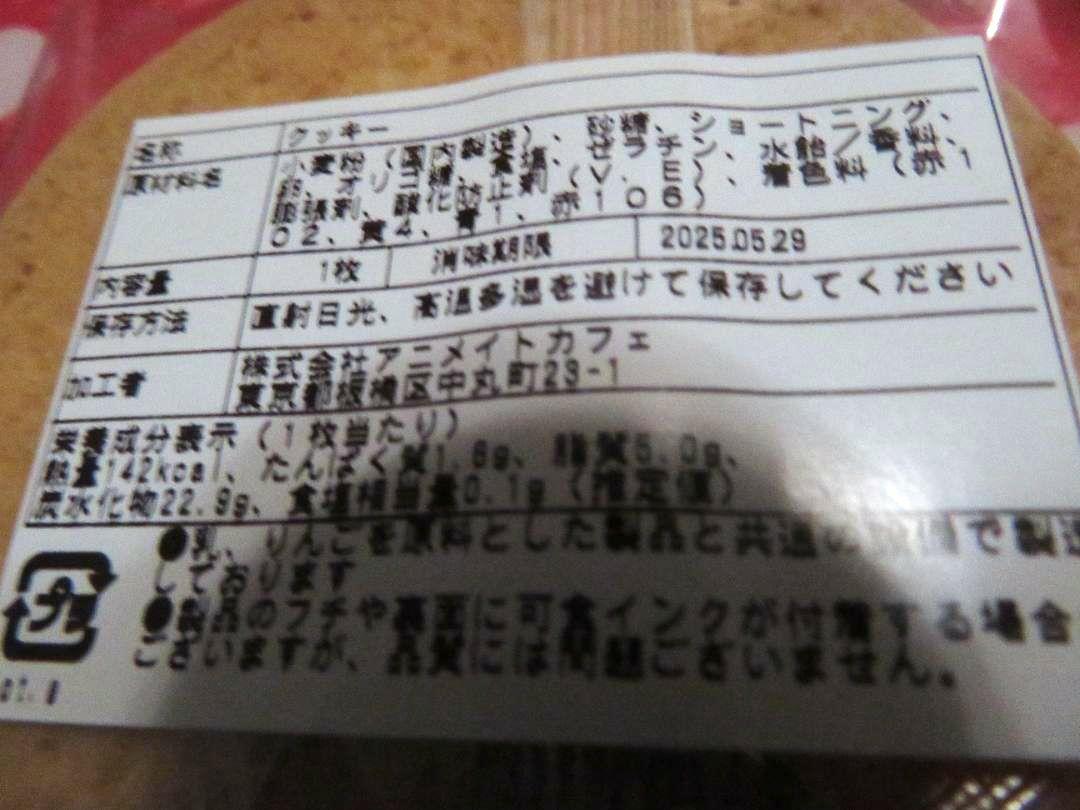 名称 クッキー
原材料名 小麦粉(国内製造)、砂糖、ショートニング、
卵、オリゴ糖、食塩、ゼラチン、水飴/香料、
膨張剤、酸化防止剤(V.E)、着色料(赤1
02、黄4、青1、赤106)
内容量 1枚 消味期限 2025.05.29
保存方法 直射日光、高温多湿を避けて保存してください
加工者 株式会社アニメイトカフェ
東京都板橋区中丸町23-1
栄養成分表示(1枚当たり)
熱量142kcal、たんぱく質1.6g、脂質5.0g、
炭水化物22.9g、食塩相当量0.1g(推定値)
●乳、りんごを原料とした製品と共通の設備で製造
しております
プラ
●製品のフチや裏面に可食インクが付着する場合
ございますが、品質には問題ございません。